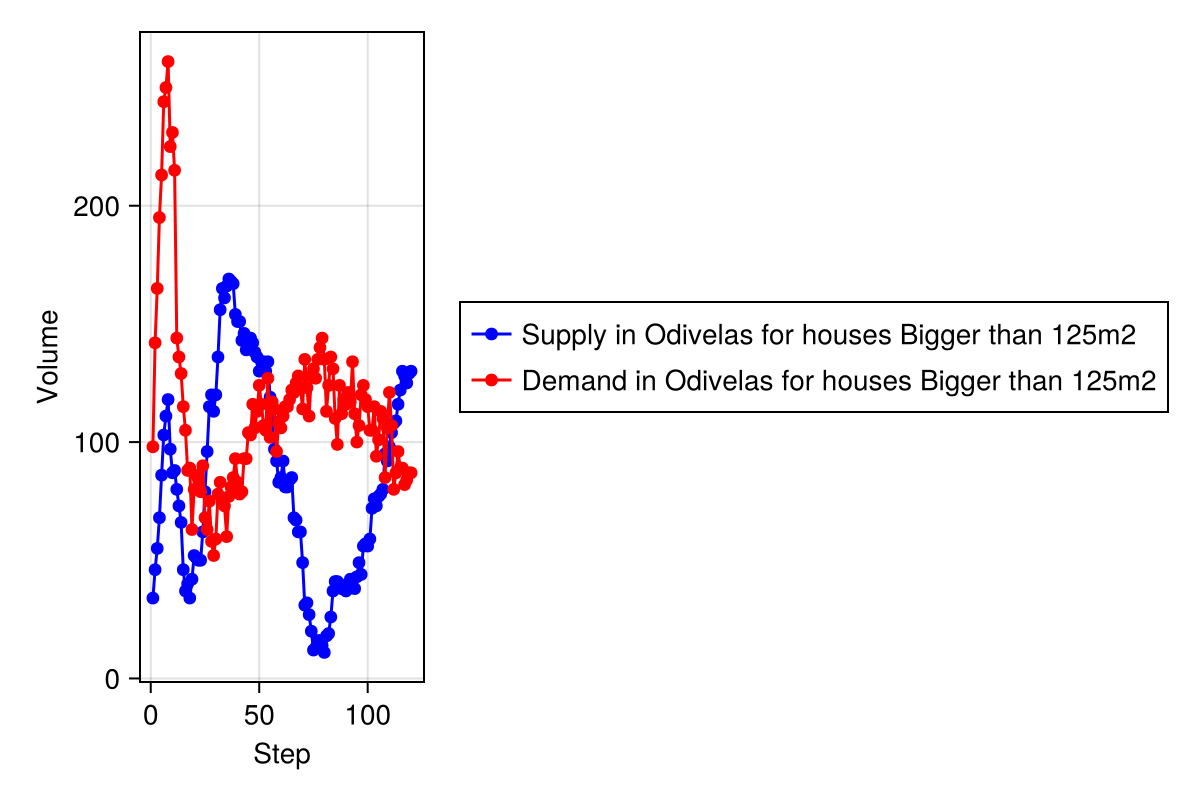 Volume
200
100
0
0 50 100
Step
Supply in Odivelas for houses Bigger than 125m2
Demand in Odivelas for houses Bigger than 125m2